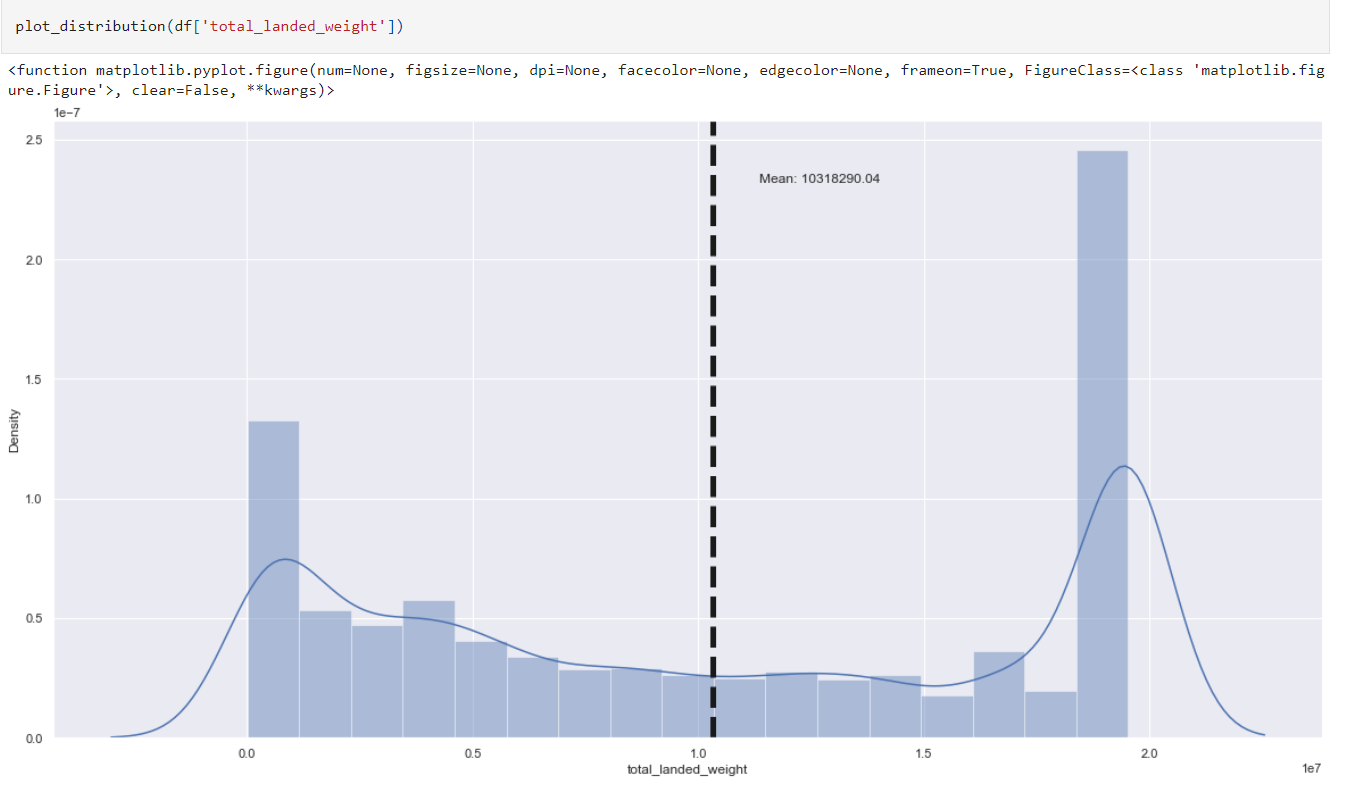 plot_distribution(df['total_landed_weight'])
<function matplotlib.pyplot.figure(num=None, figsize=None, dpi=None, facecolor=None, edgecolor=None, frameon=True, FigureClass=<class 'matplotlib.fig
ure.Figure'>, clear=False, **kwargs)>
1e−7
2.5
Mean: 10318290.04
2.0
1.5
Density
1.0
0.5
0.0
0.0 0.5 1.0 1.5 2.0
total_landed_weight
1e7